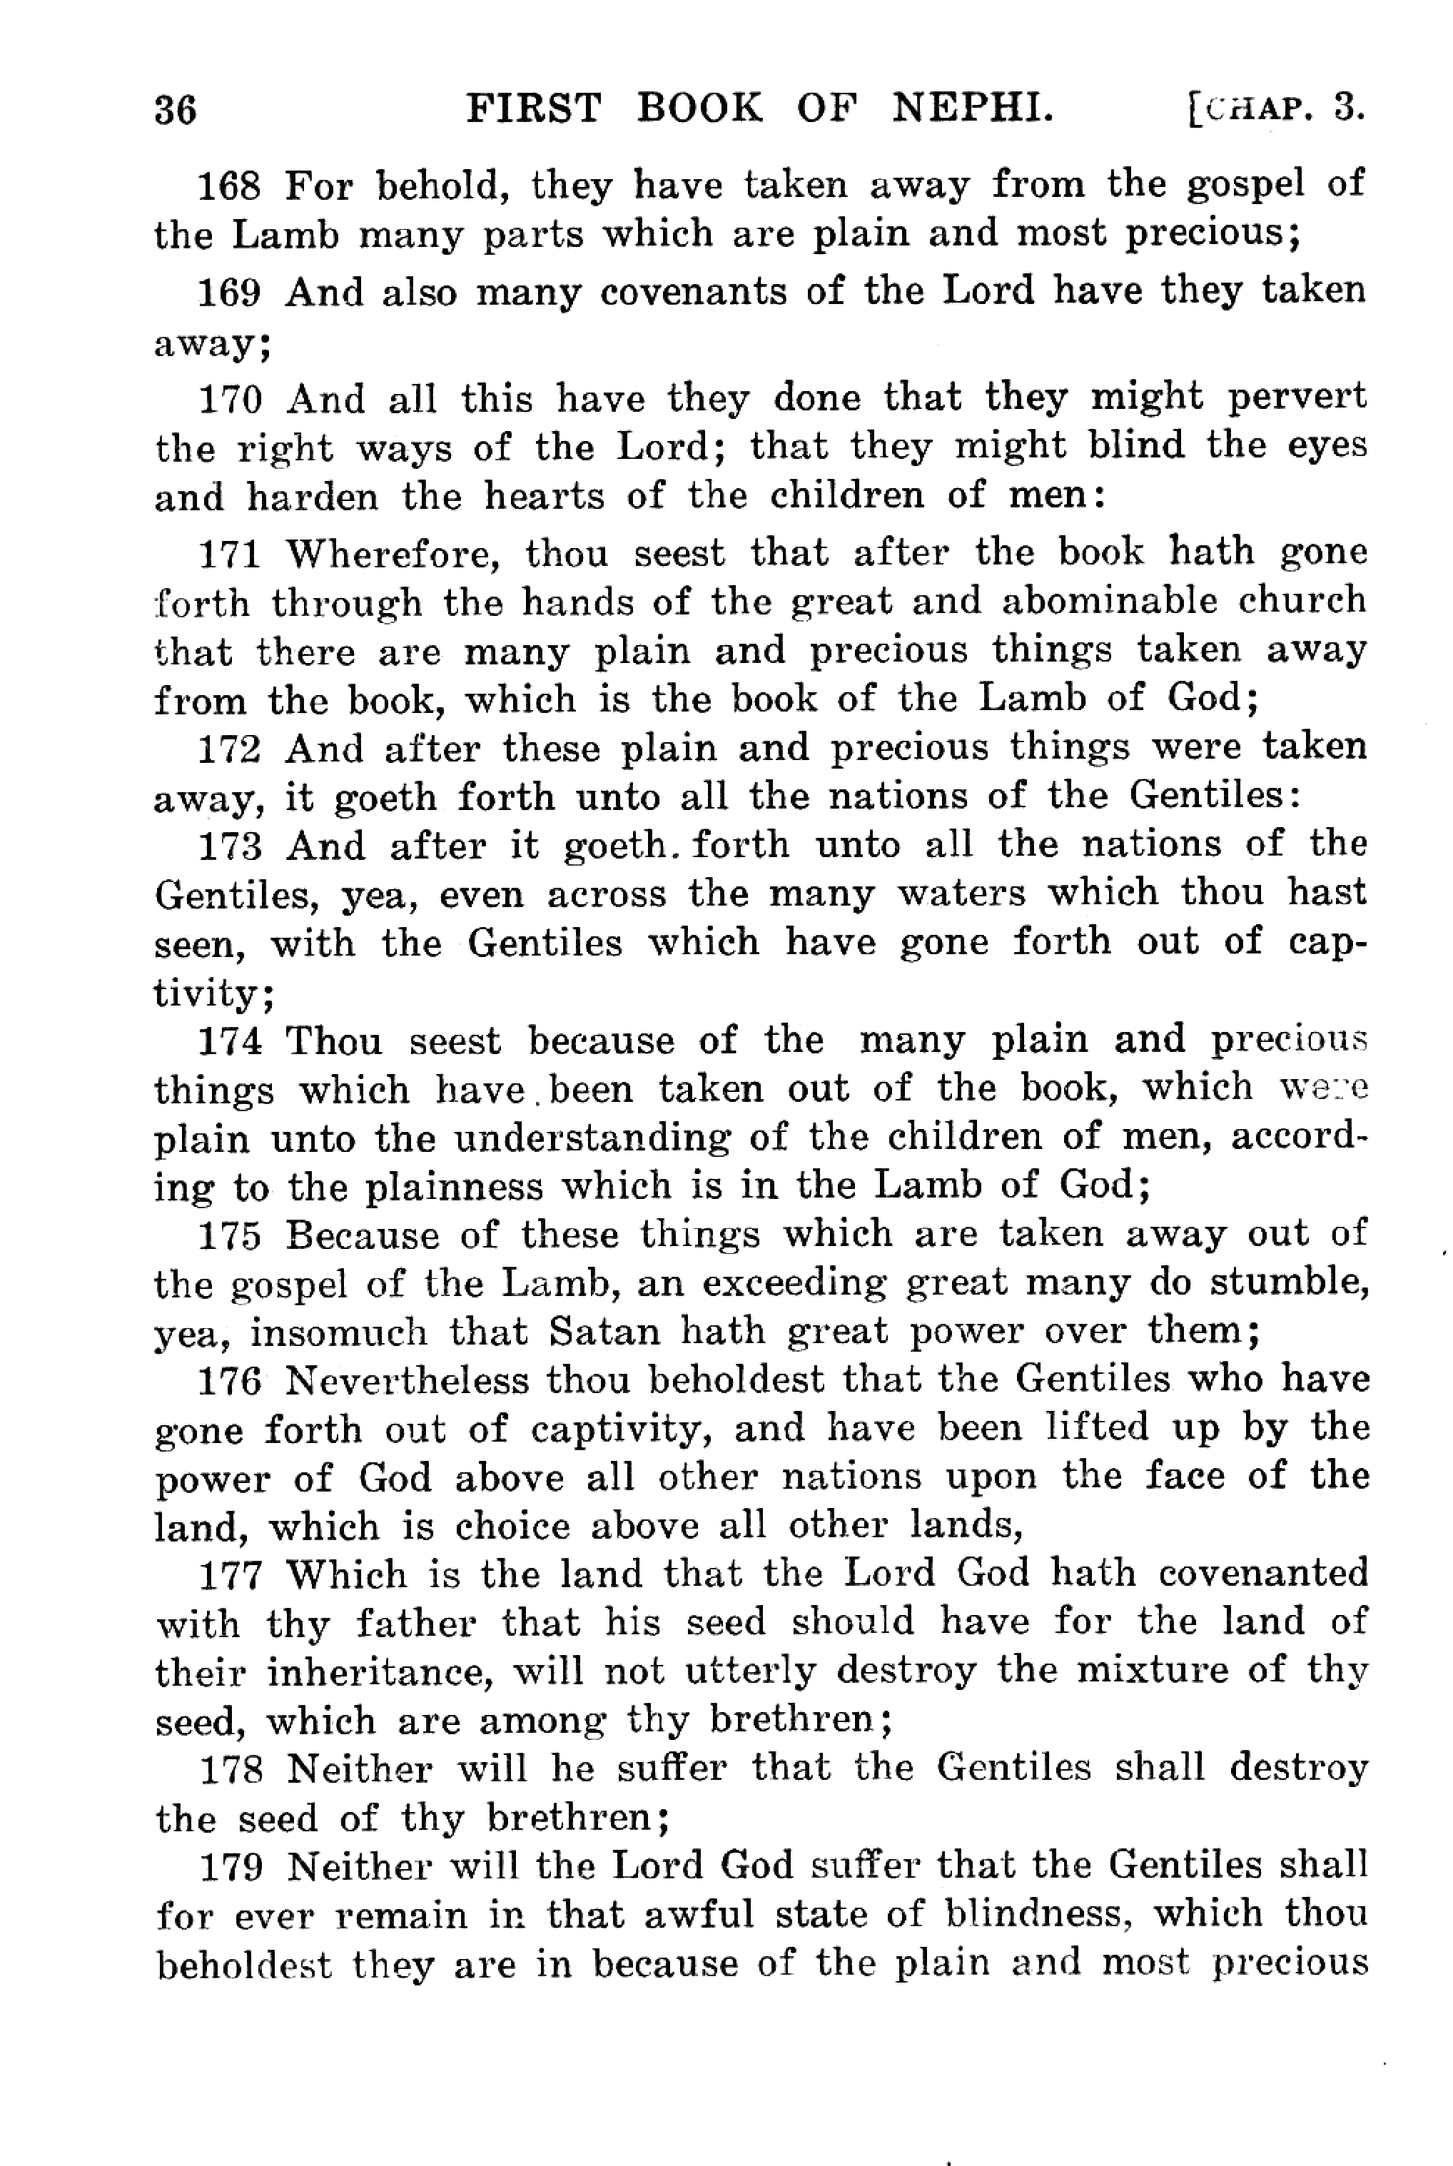 36 FIRST BOOK OF NEPHI. [CHAP. 3.
168 For behold, they have taken away from the gospel of
the Lamb many parts which are plain and most precious;
169 And also many covenants of the Lord have they taken
away;
170 And all this have they done that they might pervert
the right ways of the Lord; that they might blind the eyes
and harden the hearts of the children of men:
171 Wherefore, thou seest that after the book hath gone
forth through the hands of the great and abominable church
that there are many plain and precious things taken away
from the book, which is the book of the Lamb of God;
172 And after these plain and precious things were taken
away, it goeth forth unto all the nations of the Gentiles:
173 And after it goeth forth unto all the nations of the
Gentiles, yea, even across the many waters which thou hast
seen, with the Gentiles which have gone forth out of cap-
tivity;
174 Thou seest because of the many plain and precious
things which have been taken out of the book, which were
plain unto the understanding of the children of men, accord-
ing to the plainness which is in the Lamb of God;
175 Because of these things which are taken away out of
the gospel of the Lamb, an exceeding great many do stumble,
yea, insomuch that Satan hath great power over them;
176 Nevertheless thou beholdest that the Gentiles who have
gone forth out of captivity, and have been lifted up by the
power of God above all other nations upon the face of the
land, which is choice above all other lands,
177 Which is the land that the Lord God hath covenanted
with thy father that his seed should have for the land of
their inheritance, will not utterly destroy the mixture of thy
seed, which are among thy brethren;
178 Neither will he suffer that the Gentiles shall destroy
the seed of thy brethren;
179 Neither will the Lord God suffer that the Gentiles shall
for ever remain in that awful state of blindness, which thou
beholdest they are in because of the plain and most precious